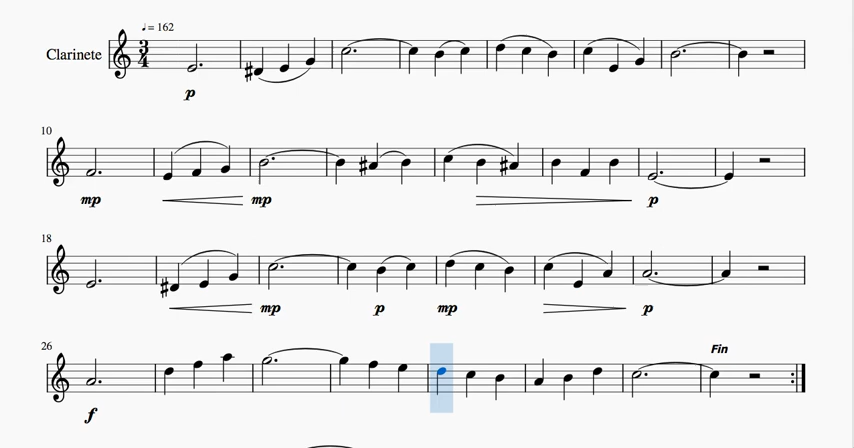 ♩ = 162
Clarinete
3
4
p
10
mp mp p
18
mp p mp p
26
Fin
f